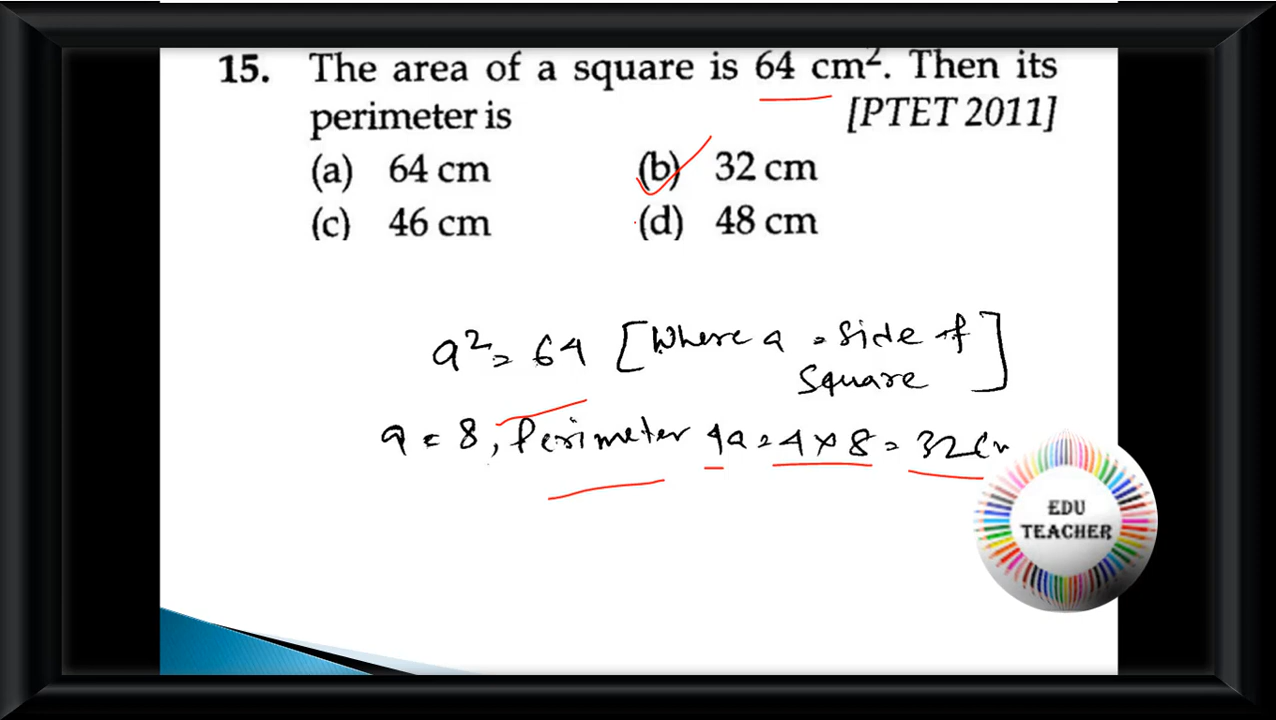 15. The area of a square is 64 cm². Then its
perimeter is [PTET 2011]
(a) 64 cm (b) 32 cm
(c) 46 cm (d) 48 cm
a² = 64 [Where a = side of
Square]
a = 8, Perimeter 4a = 4 × 8 = 32 cm
EDU
TEACHER